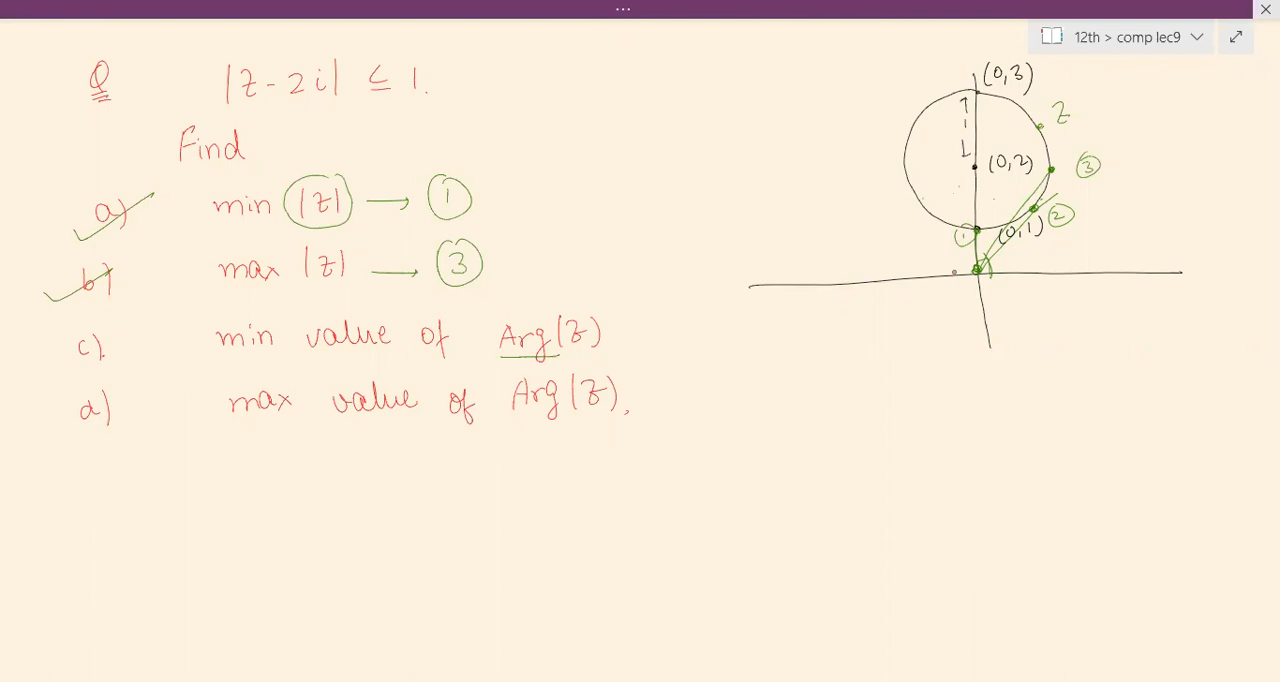 ...
12th > comp lec9
Q |Z - 2i| ≤ 1.
Find
a) min |Z| → 1
b) max |Z| → 3
c). min value of Arg(Z)
d) max value of Arg(Z).
(0,3)
Z
(0,2)
3
2
1
(0,1)